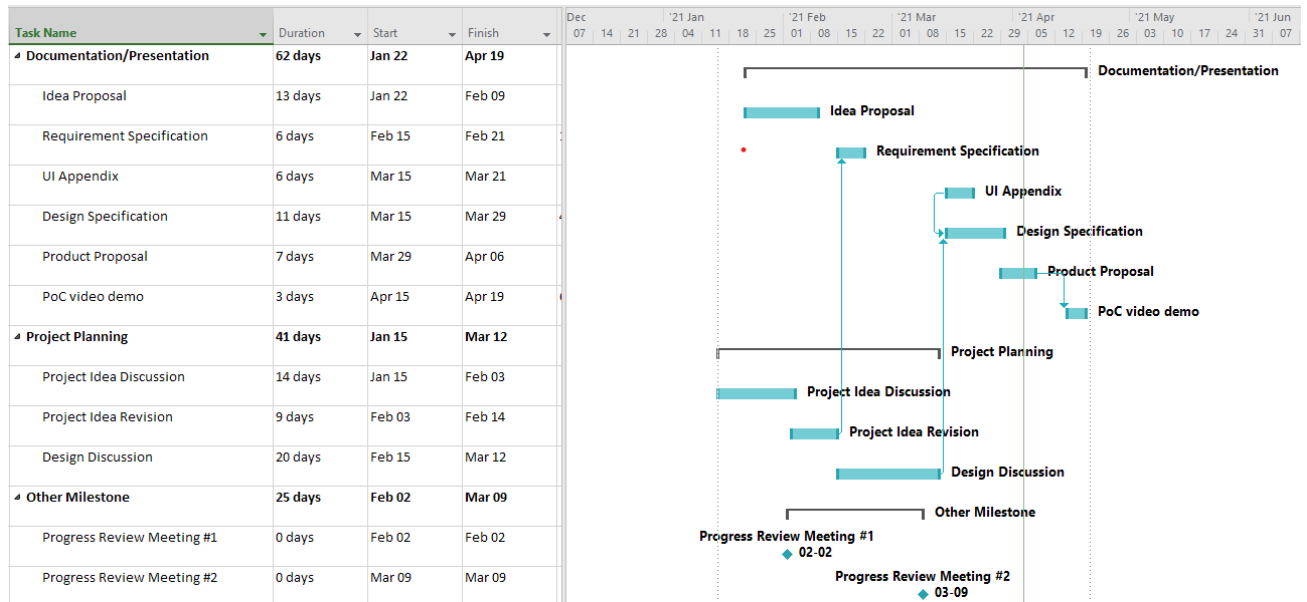 Dec '21 Jan '21 Feb '21 Mar '21 Apr '21 May '21 Jun
Task Name Duration Start Finish 07 14 21 28 04 11 18 25 01 08 15 22 01 08 15 22 29 05 12 19 26 03 10 17 24 31 07
Documentation/Presentation 62 days Jan 22 Apr 19 Documentation/Presentation
Idea Proposal 13 days Jan 22 Feb 09 Idea Proposal
Requirement Specification 6 days Feb 15 Feb 21 Requirement Specification
UI Appendix 6 days Mar 15 Mar 21 UI Appendix
Design Specification 11 days Mar 15 Mar 29 Design Specification
Product Proposal 7 days Mar 29 Apr 06 Product Proposal
PoC video demo 3 days Apr 15 Apr 19 PoC video demo
Project Planning 41 days Jan 15 Mar 12 Project Planning
Project Idea Discussion 14 days Jan 15 Feb 03 Project Idea Discussion
Project Idea Revision 9 days Feb 03 Feb 14 Project Idea Revision
Design Discussion 20 days Feb 15 Mar 12 Design Discussion
Other Milestone 25 days Feb 02 Mar 09 Other Milestone
Progress Review Meeting #1 0 days Feb 02 Feb 02 Progress Review Meeting #1
02-02
Progress Review Meeting #2 0 days Mar 09 Mar 09 Progress Review Meeting #2
03-09